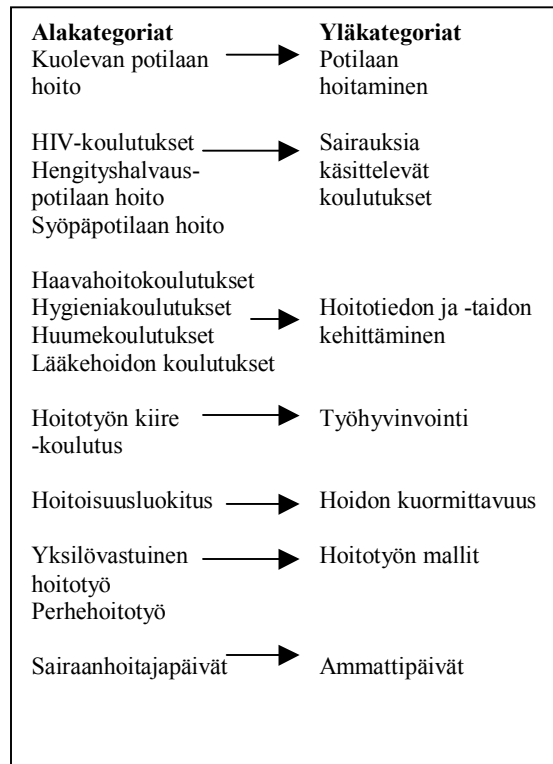 Alakategoriat Yläkategoriat
Kuolevan potilaan Potilaan
hoito hoitaminen
HIV-koulutukset Sairauksia
Hengityshalvaus- käsittelevät
potilaan hoito koulutukset
Syöpäpotilaan hoito
Haavahoitokoulutukset
Hygieniakoulutukset Hoitotiedon ja -taidon
Huumekoulutukset kehittäminen
Lääkehoidon koulutukset
Hoitotyön kiire Työhyvinvointi
-koulutus
Hoitoisuusluokitus Hoidon kuormittavuus
Yksilövastuinen Hoitotyön mallit
hoitotyö
Perhehoitotyö
Sairaanhoitajapäivät Ammattipäivät